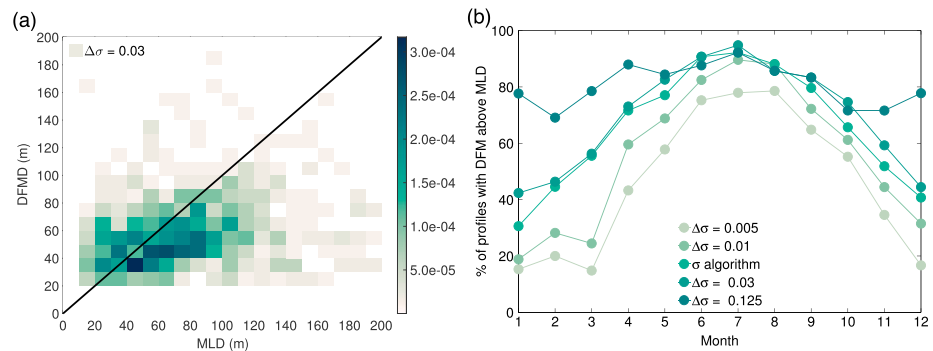 (a)
Δσ = 0.03
200
180
160
140
120
100
80
60
40
20
0
DFMD (m)
0 20 40 60 80 100 120 140 160 180 200
MLD (m)
3.0e-04
2.5e-04
2.0e-04
1.5e-04
1.0e-04
5.0e-05
(b)
100
80
60
40
20
0
% of profiles with DFM above MLD
Δσ = 0.005
Δσ = 0.01
σ algorithm
Δσ = 0.03
Δσ = 0.125
1 2 3 4 5 6 7 8 9 10 11 12
Month